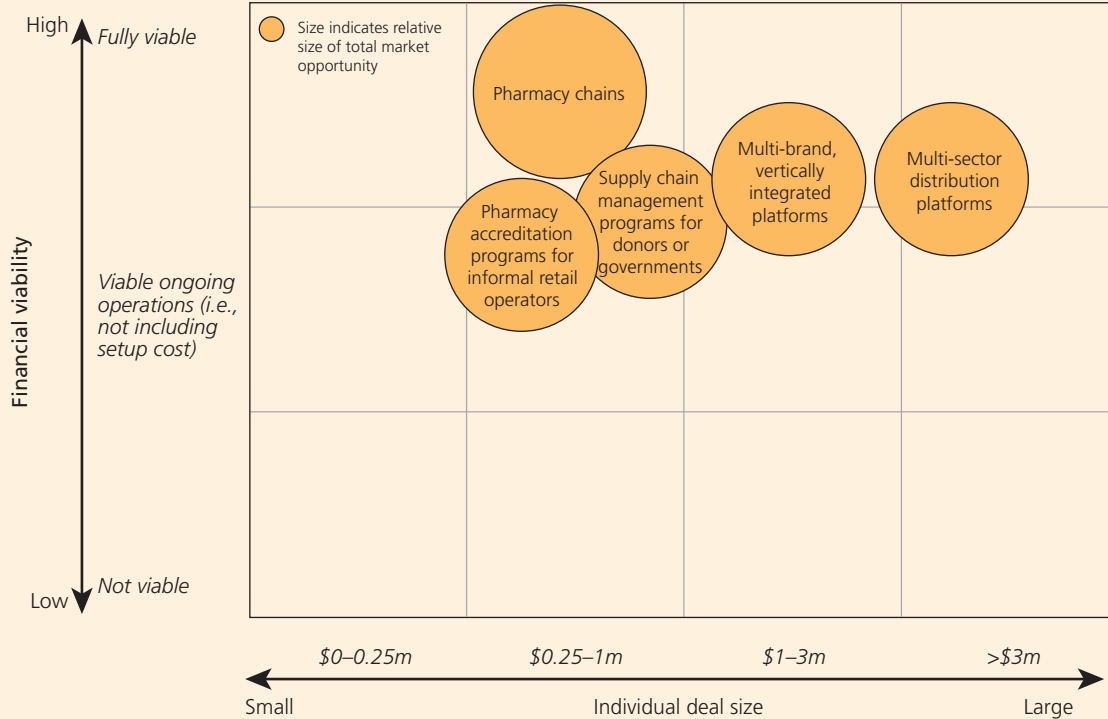 High
Fully viable
Size indicates relative
size of total market
opportunity
Pharmacy chains
Multi-brand,
vertically
integrated
platforms
Multi-sector
distribution
platforms
Supply chain
management
programs for
donors or
governments
Pharmacy
accreditation
programs for
informal retail
operators
Financial viability
Viable ongoing
operations (i.e.,
not including
setup cost)
Not viable
Low
$0–0.25m
$0.25–1m
$1–3m
>$3m
Small
Individual deal size
Large